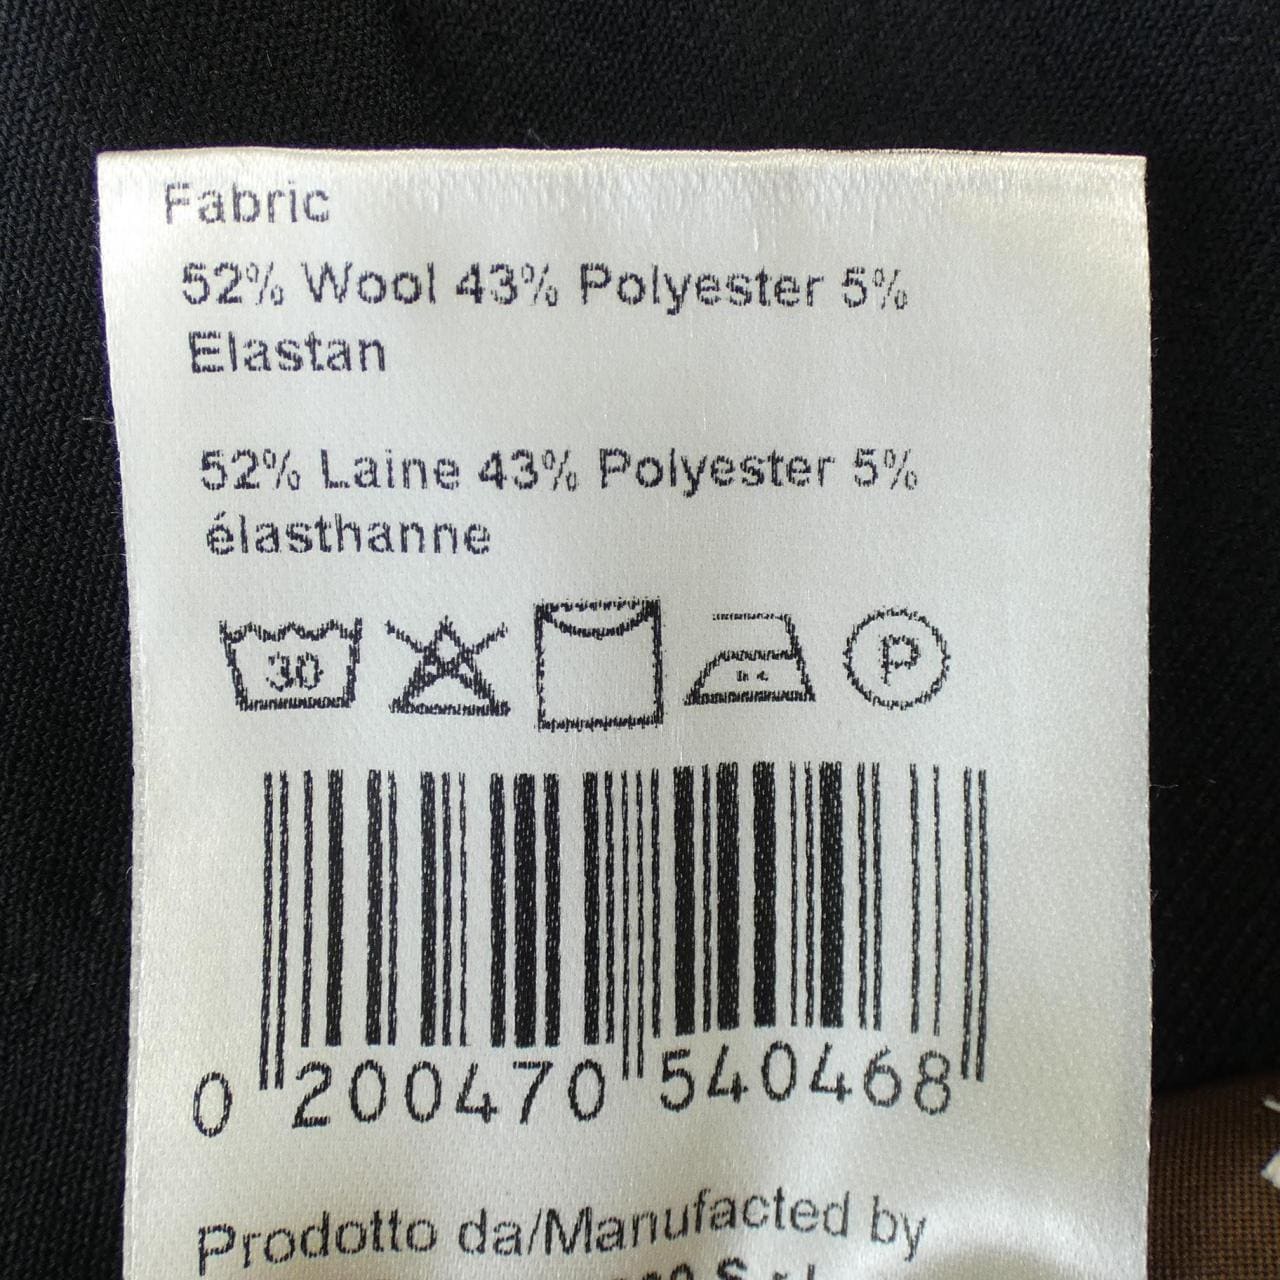 Fabric
52% Wool 43% Polyester 5%
Elastan
52% Laine 43% Polyester 5%
élasthanne
30 P
0 200470 540468
Prodotto da/Manufacted by
S.r.l.